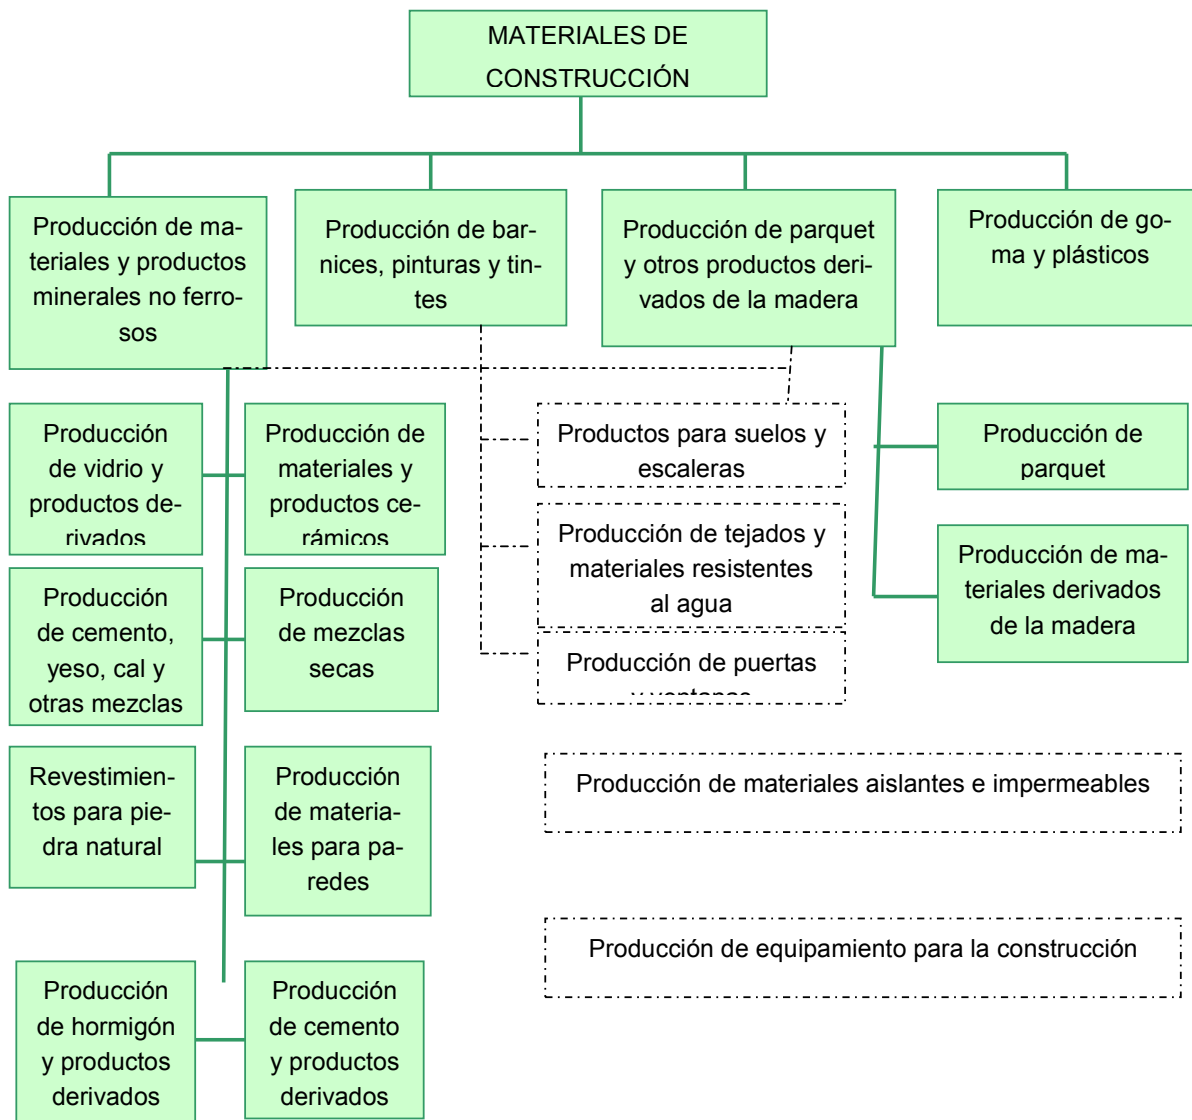 MATERIALES DE
CONSTRUCCIÓN
Producción de ma-
teriales y productos
minerales no ferro-
sos
Producción de bar-
nices, pinturas y tin-
tes
Producción de parquet
y otros productos deri-
vados de la madera
Producción de go-
ma y plásticos
Producción
de vidrio y
productos de-
rivados
Producción de
materiales y
productos ce-
rámicos
Productos para suelos y
escaleras
Producción de
parquet
Producción de tejados y
materiales resistentes
al agua
Producción de ma-
teriales derivados
de la madera
Producción
de cemento,
yeso, cal y
otras mezclas
Producción
de mezclas
secas
Producción de puertas
y ventanas
Revestimien-
tos para pie-
dra natural
Producción
de materia-
les para pa-
redes
Producción de materiales aislantes e impermeables
Producción de equipamiento para la construcción
Producción
de hormigón
y productos
derivados
Producción
de cemento
y productos
derivados